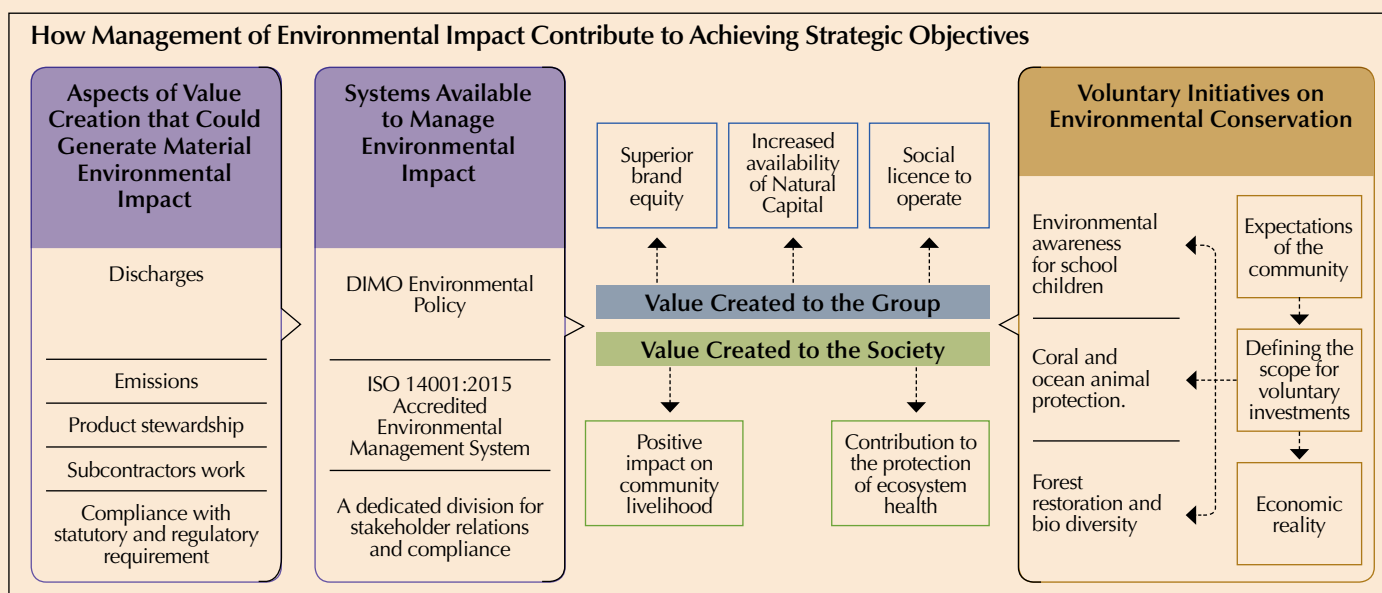 How Management of Environmental Impact Contribute to Achieving Strategic Objectives
Aspects of Value
Creation that Could
Generate Material
Environmental
Impact
Discharges
Emissions
Product stewardship
Subcontractors work
Compliance with
statutory and regulatory
requirement
Systems Available
to Manage
Environmental
Impact
DIMO Environmental
Policy
ISO 14001:2015
Accredited
Environmental
Management System
A dedicated division for
stakeholder relations
and compliance
Superior
brand
equity
Increased
availability
of Natural
Capital
Social
licence to
operate
Value Created to the Group
Value Created to the Society
Positive
impact on
community
livelihood
Contribution to
the protection
of ecosystem
health
Voluntary Initiatives on
Environmental Conservation
Environmental
awareness
for school
children
Coral and
ocean animal
protection.
Forest
restoration and
bio diversity
Expectations
of the
community
Defining the
scope for
voluntary
investments
Economic
reality